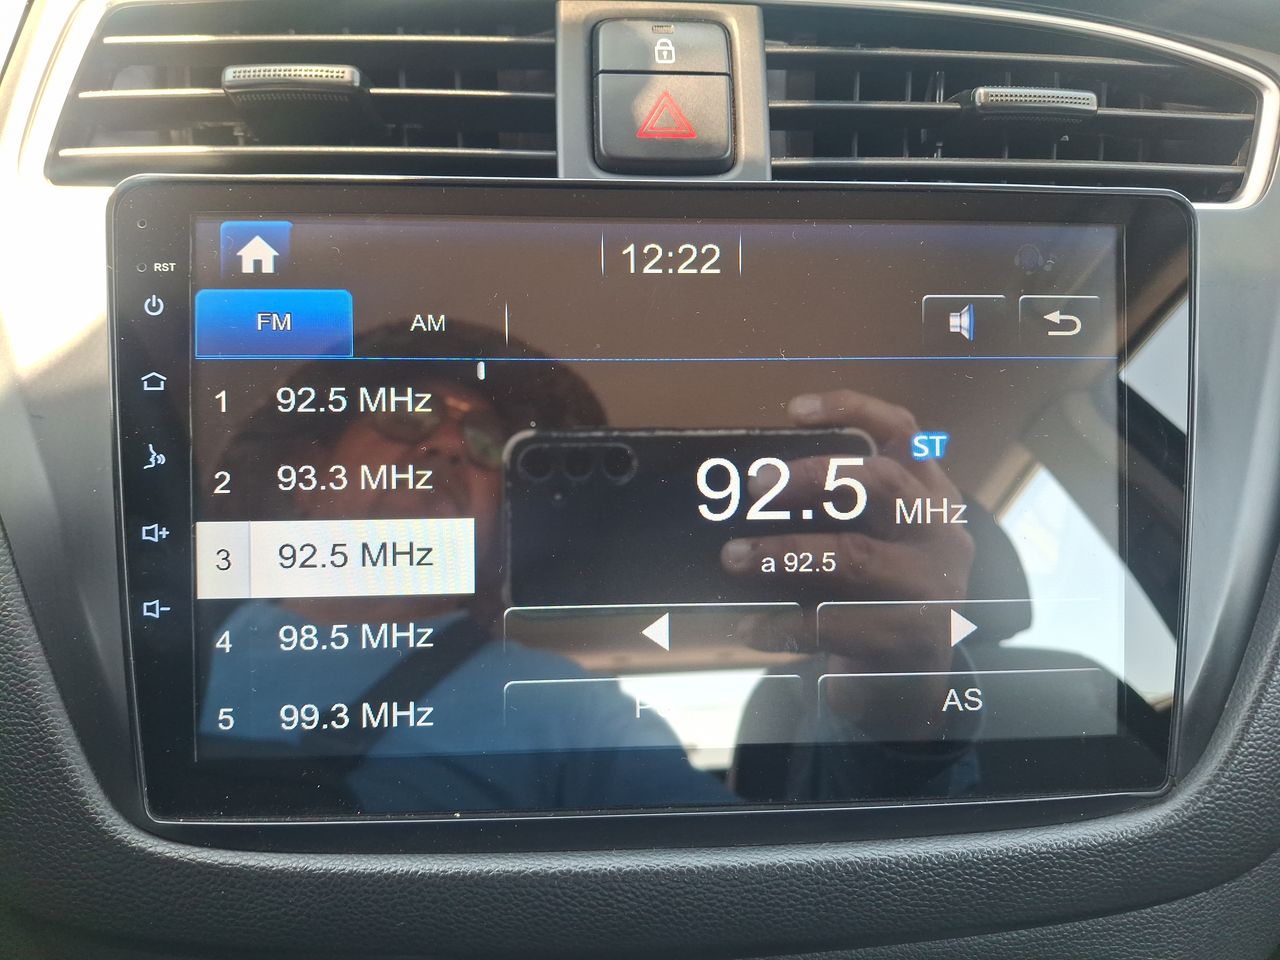 RST
12:22
FM AM
1 92.5 MHz
2 93.3 MHz
3 92.5 MHz
4 98.5 MHz
5 99.3 MHz
ST
92.5 MHz
a 92.5
AS